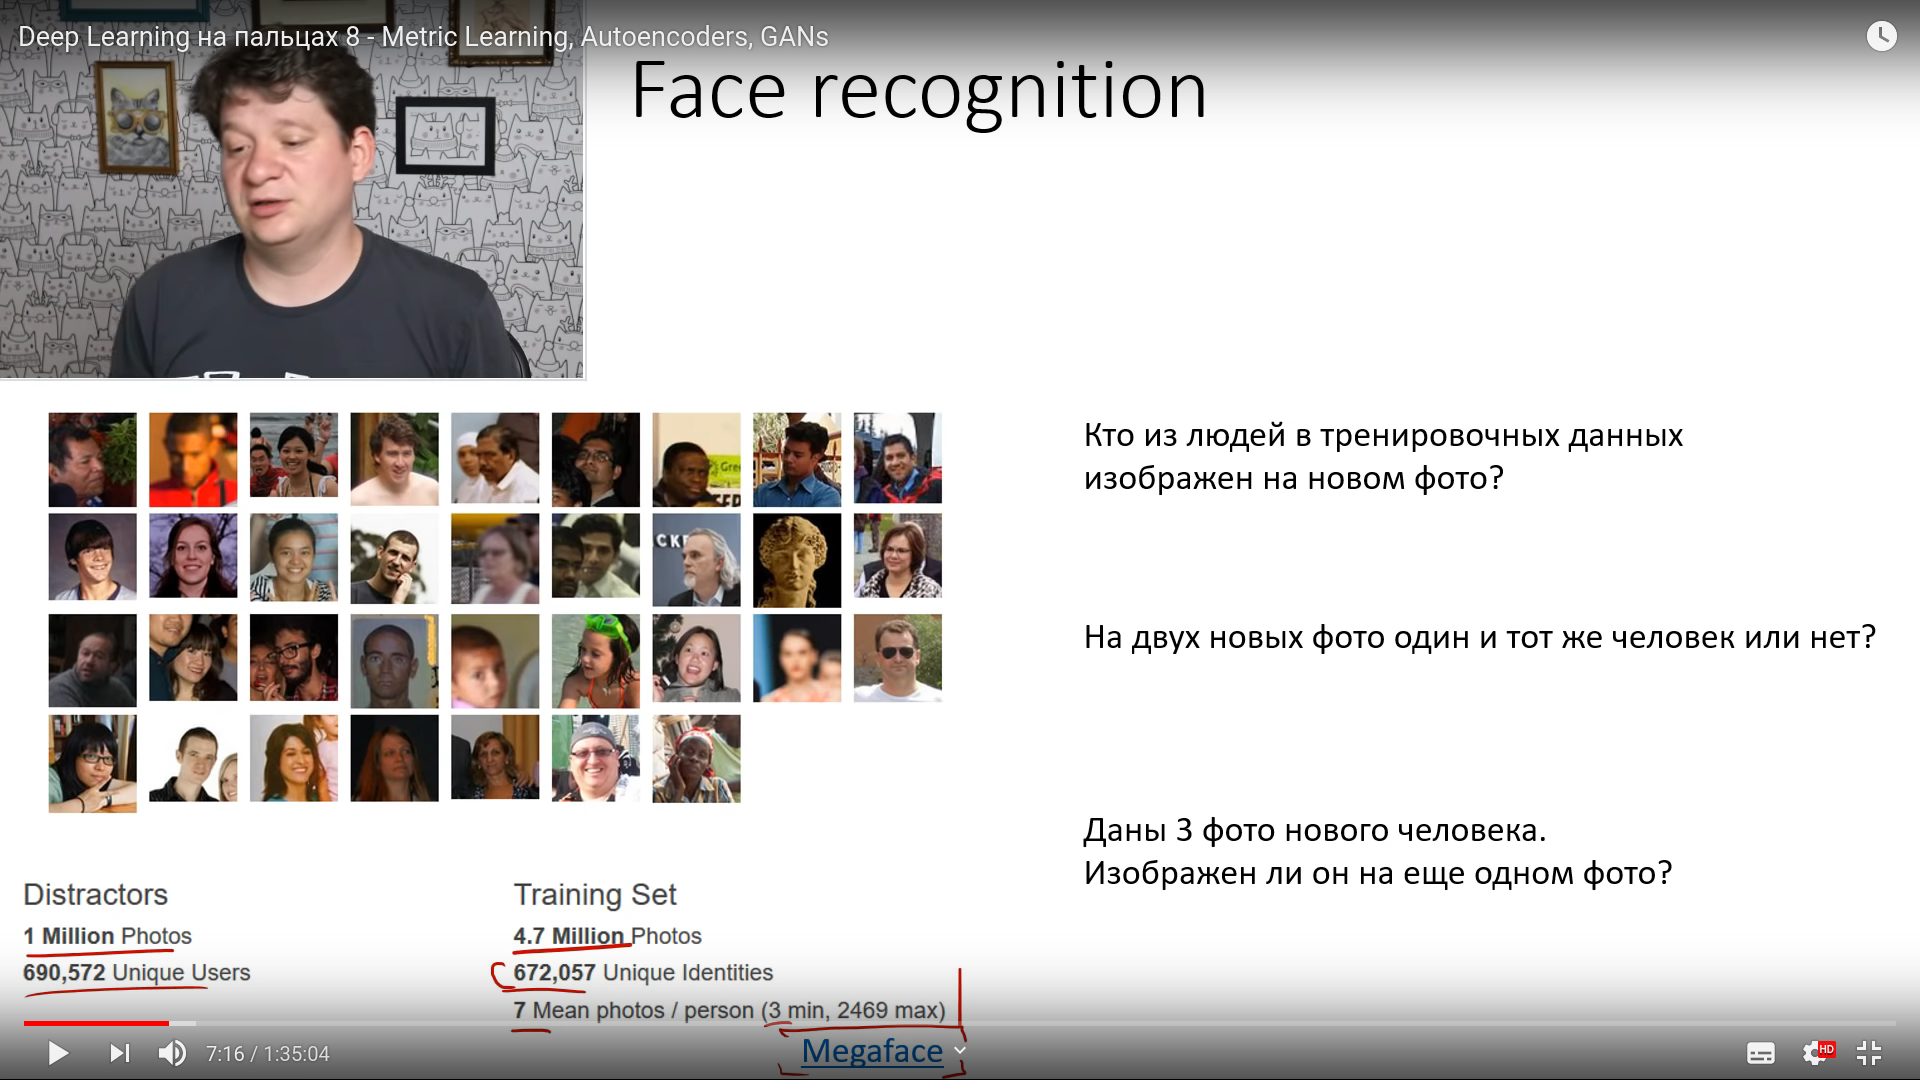 Deep Learning на пальцах 8 - Metric Learning, Autoencoders, GANs
Face recognition
Кто из людей в тренировочных данных
изображен на новом фото?
На двух новых фото один и тот же человек или нет?
Даны 3 фото нового человека.
Изображен ли он на еще одном фото?
Distractors
1 Million Photos
690,572 Unique Users
Training Set
4.7 Million Photos
672,057 Unique Identities
7 Mean photos / person (3 min, 2469 max)
Megaface
7:16 / 1:35:04
HD